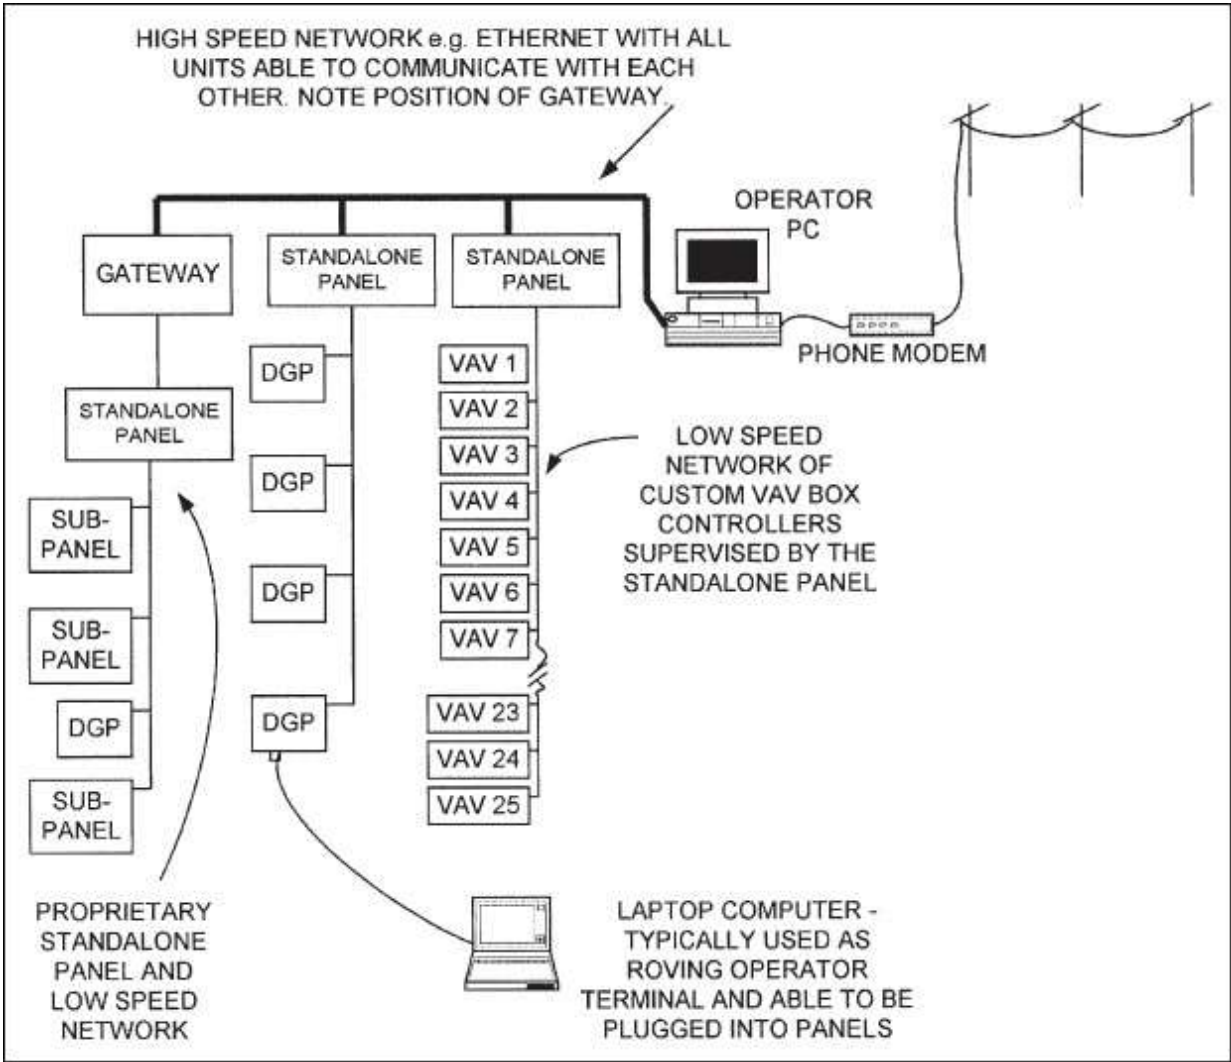 HIGH SPEED NETWORK e.g. ETHERNET WITH ALL
UNITS ABLE TO COMMUNICATE WITH EACH
OTHER. NOTE POSITION OF GATEWAY.
OPERATOR
PC
GATEWAY
STANDALONE
PANEL
STANDALONE
PANEL
PHONE MODEM
STANDALONE
PANEL
SUB-
PANEL
SUB-
PANEL
DGP
SUB-
PANEL
DGP
DGP
DGP
DGP
VAV 1
VAV 2
VAV 3
VAV 4
VAV 5
VAV 6
VAV 7
VAV 23
VAV 24
VAV 25
LOW SPEED
NETWORK OF
CUSTOM VAV BOX
CONTROLLERS
SUPERVISED BY THE
STANDALONE PANEL
PROPRIETARY
STANDALONE
PANEL AND
LOW SPEED
NETWORK
LAPTOP COMPUTER -
TYPICALLY USED AS
ROVING OPERATOR
TERMINAL AND ABLE TO BE
PLUGGED INTO PANELS